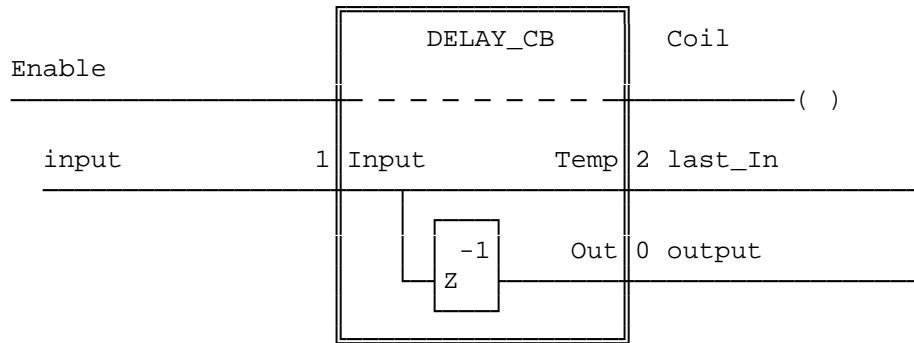 DELAY_CB Coil
Enable
( )
input 1 Input Temp 2 last_In
-1 Out 0 output
Z